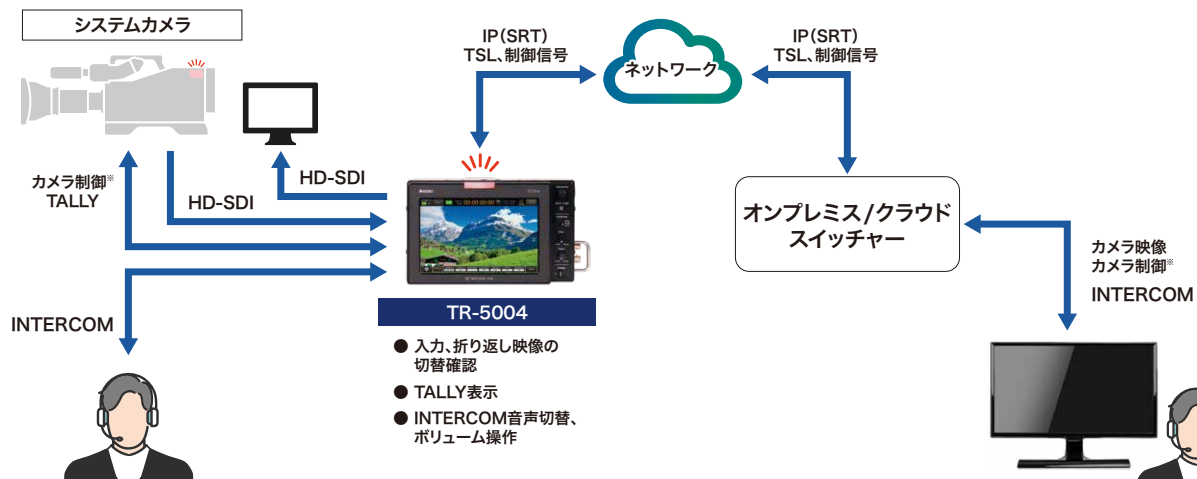 システムカメラ
IP(SRT)
TSL、制御信号
ネットワーク
IP(SRT)
TSL、制御信号
カメラ制御※
TALLY
HD-SDI
HD-SDI
INTERCOM
TR-5004
● 入力、折り返し映像の
切替確認
● TALLY表示
● INTERCOM音声切替、
ボリューム操作
オンプレミス/クラウド
スイッチャー
カメラ映像
カメラ制御※
INTERCOM